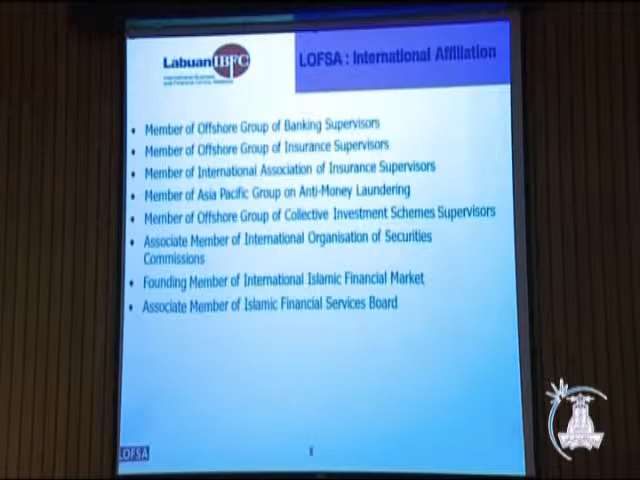 Labuan IBFC
LOFSA : International Affiliation
International Business
and Financial Centre, Malaysia
• Member of Offshore Group of Banking Supervisors
• Member of Offshore Group of Insurance Supervisors
• Member of International Association of Insurance Supervisors
• Member of Asia Pacific Group on Anti-Money Laundering
• Member of Offshore Group of Collective Investment Schemes Supervisors
• Associate Member of International Organisation of Securities
Commissions
• Founding Member of International Islamic Financial Market
• Associate Member of Islamic Financial Services Board
LOFSA